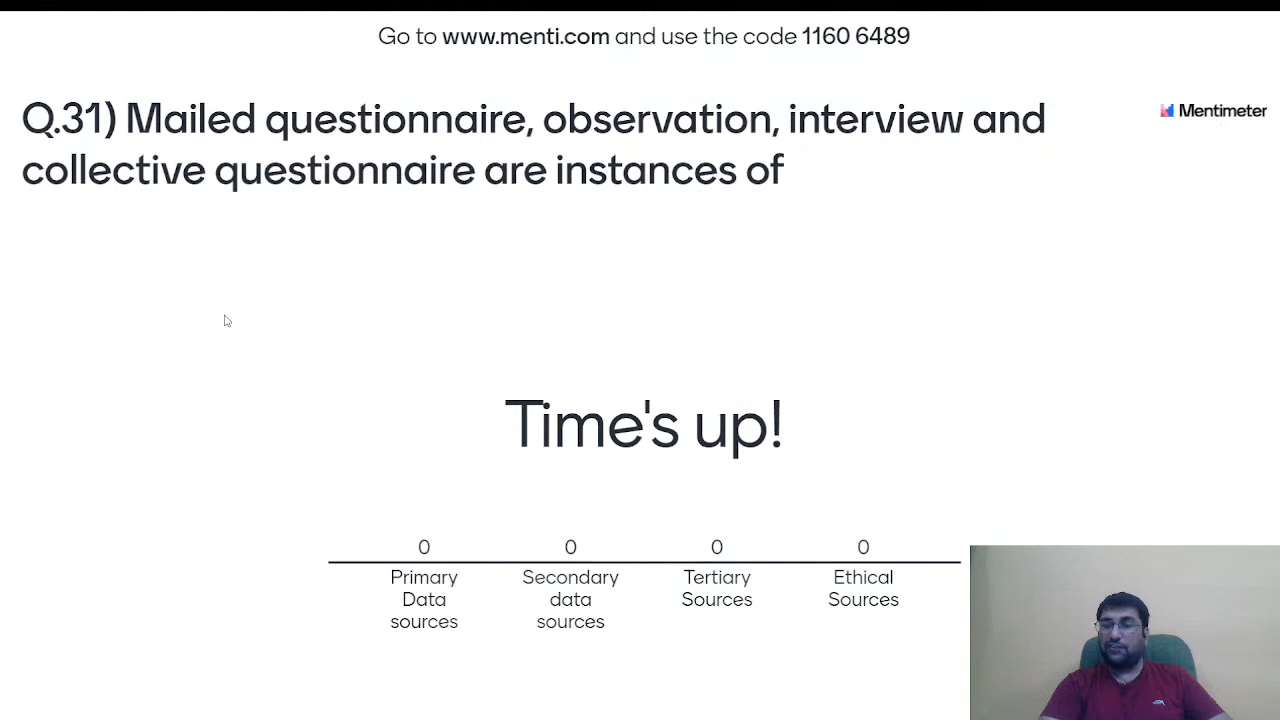 Go to www.menti.com and use the code 1160 6489
Q.31) Mailed questionnaire, observation, interview and
collective questionnaire are instances of
Mentimeter
Time's up!
0 0 0 0
Primary Secondary Tertiary Ethical
Data data Sources Sources
sources sources